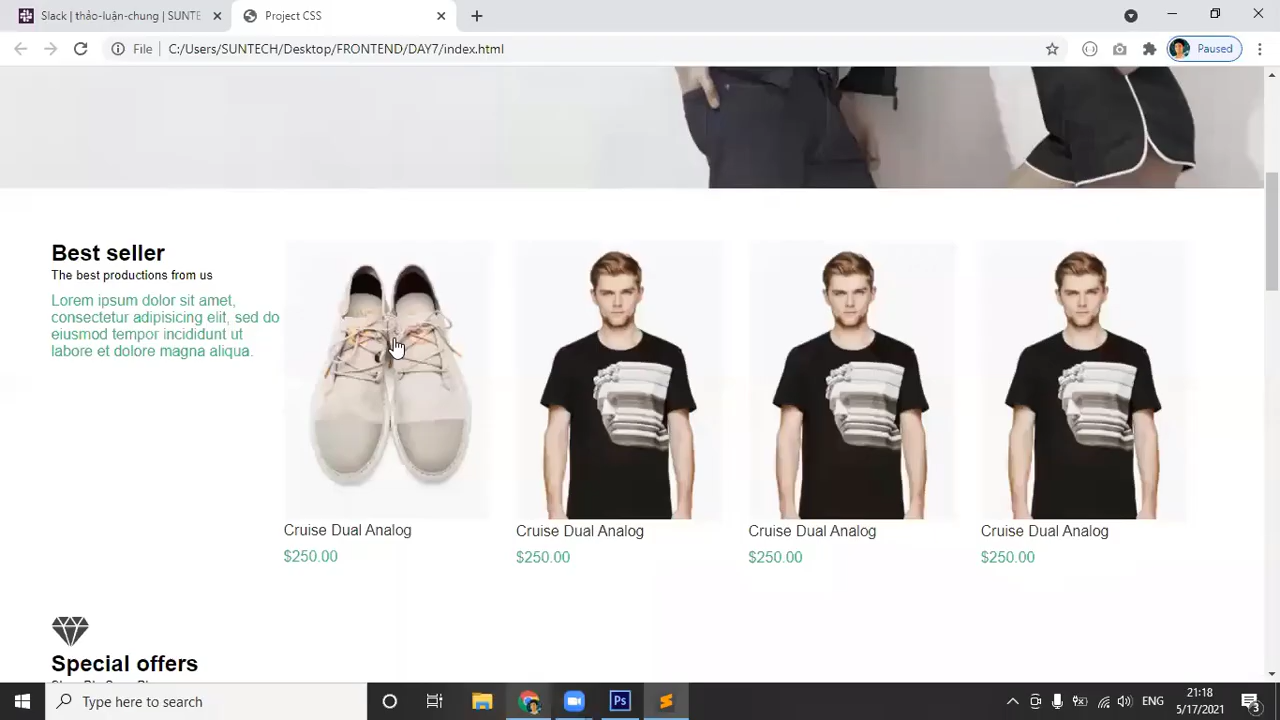 Slack | thảo-luận-chung | SUNTE
Project CSS
File
C:/Users/SUNTECH/Desktop/FRONTEND/DAY7/index.html
Paused
Best seller
The best productions from us
Lorem ipsum dolor sit amet,
consectetur adipisicing elit, sed do
eiusmod tempor incididunt ut
labore et dolore magna aliqua.
Cruise Dual Analog
$250.00
Cruise Dual Analog
$250.00
Cruise Dual Analog
$250.00
Cruise Dual Analog
$250.00
Special offers
Type here to search
Ps
ENG
21:18
5/17/2021
3